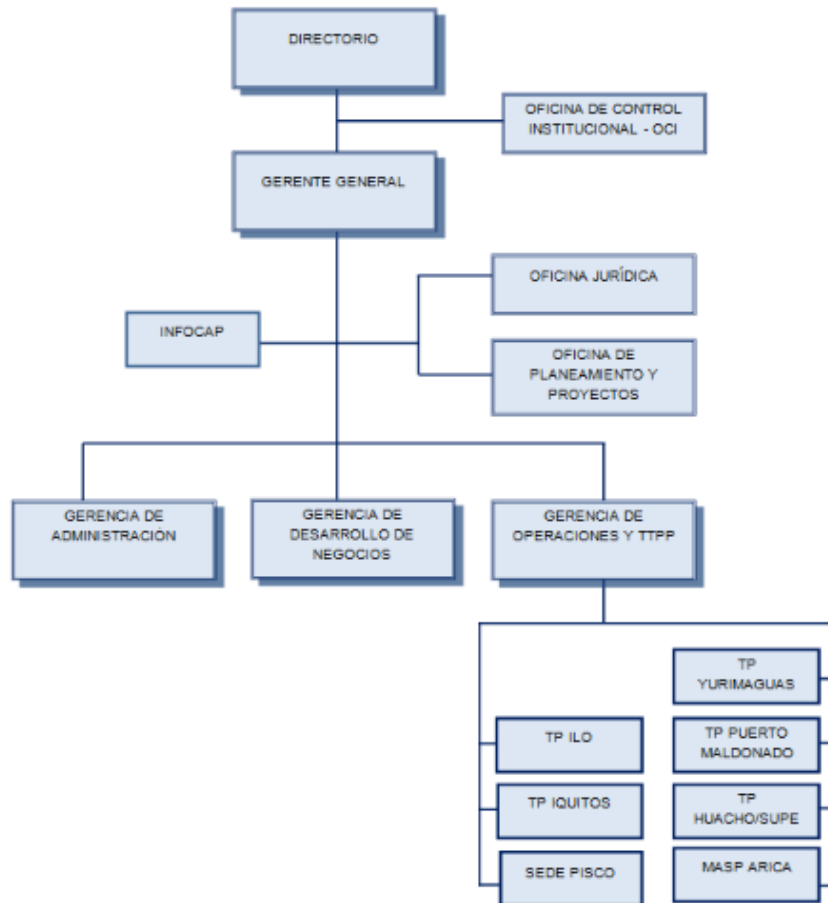 DIRECTORIO
OFICINA DE CONTROL
INSTITUCIONAL - OCI
GERENTE GENERAL
OFICINA JURÍDICA
INFOCAP
OFICINA DE
PLANEAMIENTO Y
PROYECTOS
GERENCIA DE
ADMINISTRACIÓN
GERENCIA DE
DESARROLLO DE
NEGOCIOS
GERENCIA DE
OPERACIONES Y TTPP
TP
YURIMAGUAS
TP ILO
TP PUERTO
MALDONADO
TP IQUITOS
TP
HUACHO/SUPE
SEDE PISCO
MASP ARICA